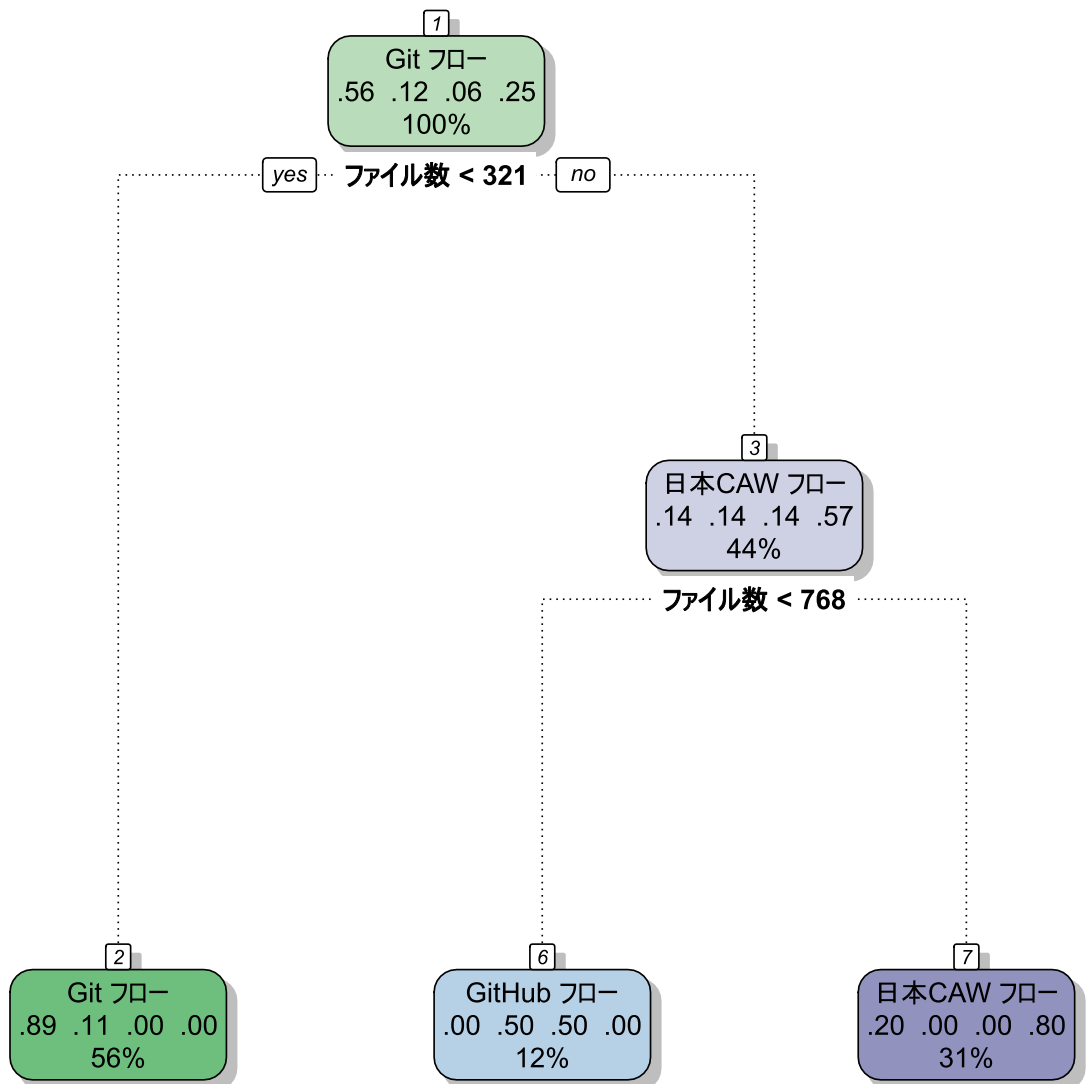 1
Git フロー
.56 .12 .06 .25
100%
yes ファイル数 < 321 no
3
日本CAW フロー
.14 .14 .14 .57
44%
ファイル数 < 768
2
Git フロー
.89 .11 .00 .00
56%
6
GitHub フロー
.00 .50 .50 .00
12%
7
日本CAW フロー
.20 .00 .00 .80
31%